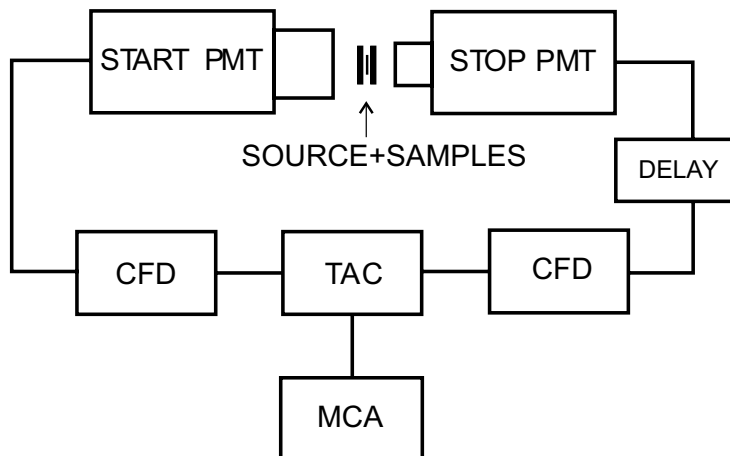 START PMT
STOP PMT
SOURCE+SAMPLES
DELAY
CFD
TAC
CFD
MCA